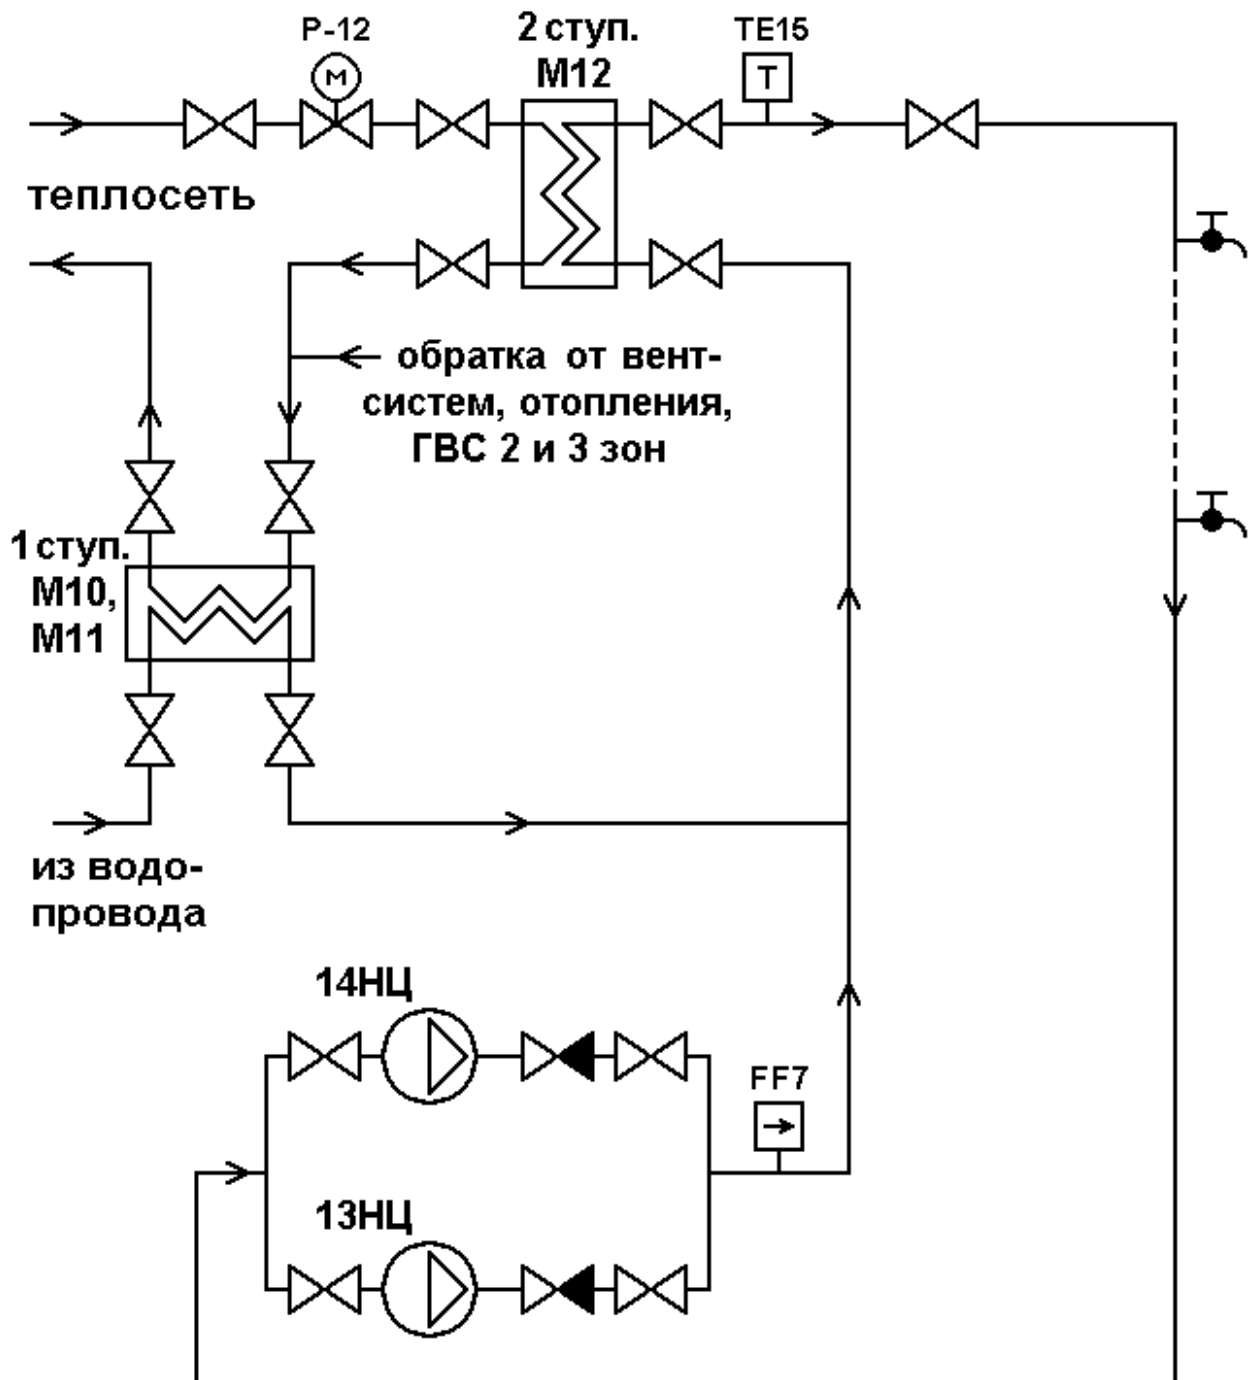 Р-12
2 ступ.
М12
ТЕ15
М
Т
теплосеть
обратка от вент-
систем, отопления,
ГВС 2 и 3 зон
1 ступ.
М10,
М11
из водо-
провода
14НЦ
FF7
13НЦ